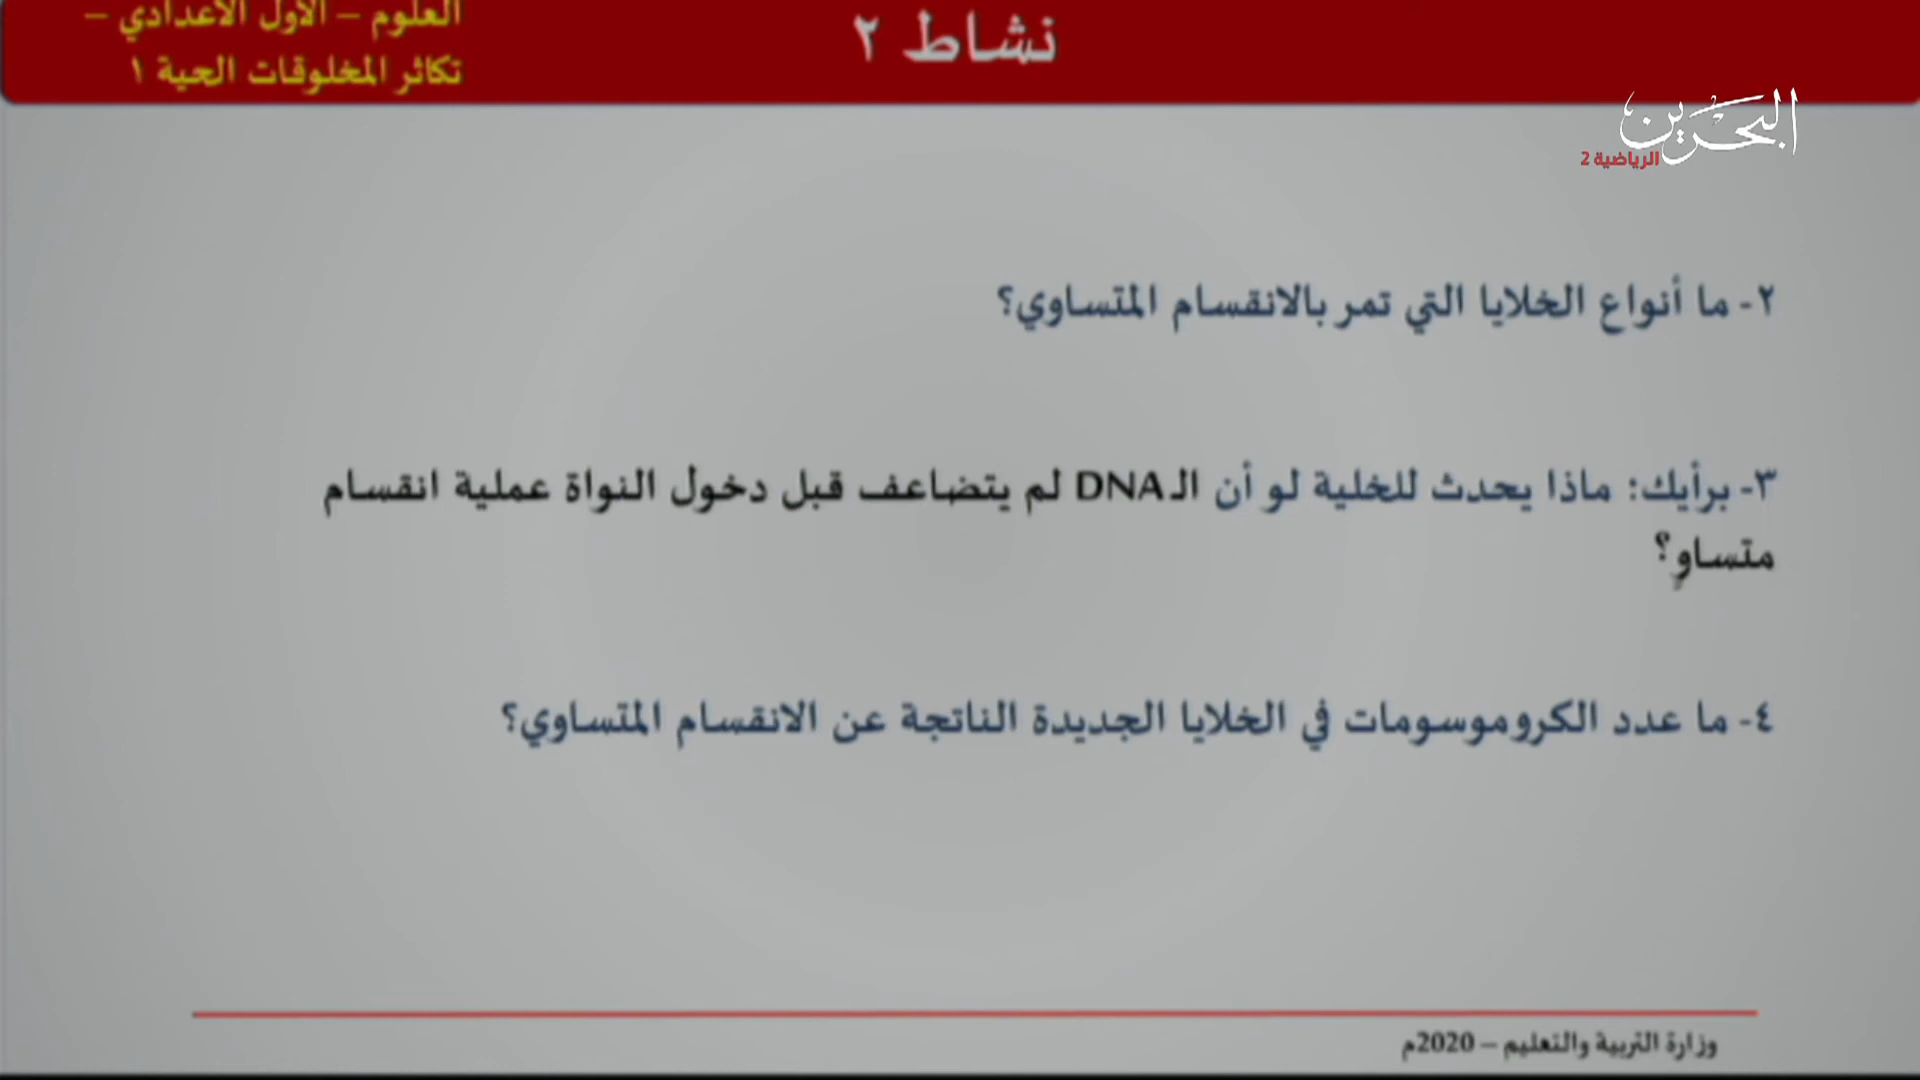 نشاط ٢
العلوم – الأول الاعدادي –
تكاثر المخلوقات الحية ١
البحرين
الرياضية 2
٢- ما أنواع الخلايا التي تمر بالانقسام المتساوي؟
٣- برأيك: ماذا يحدث للخلية لو أن الـDNA لم يتضاعف قبل دخول النواة عملية انقسام
متساوٍ؟
٤- ما عدد الكروموسومات في الخلايا الجديدة الناتجة عن الانقسام المتساوي؟
وزارة التربية والتعليم – 2020م